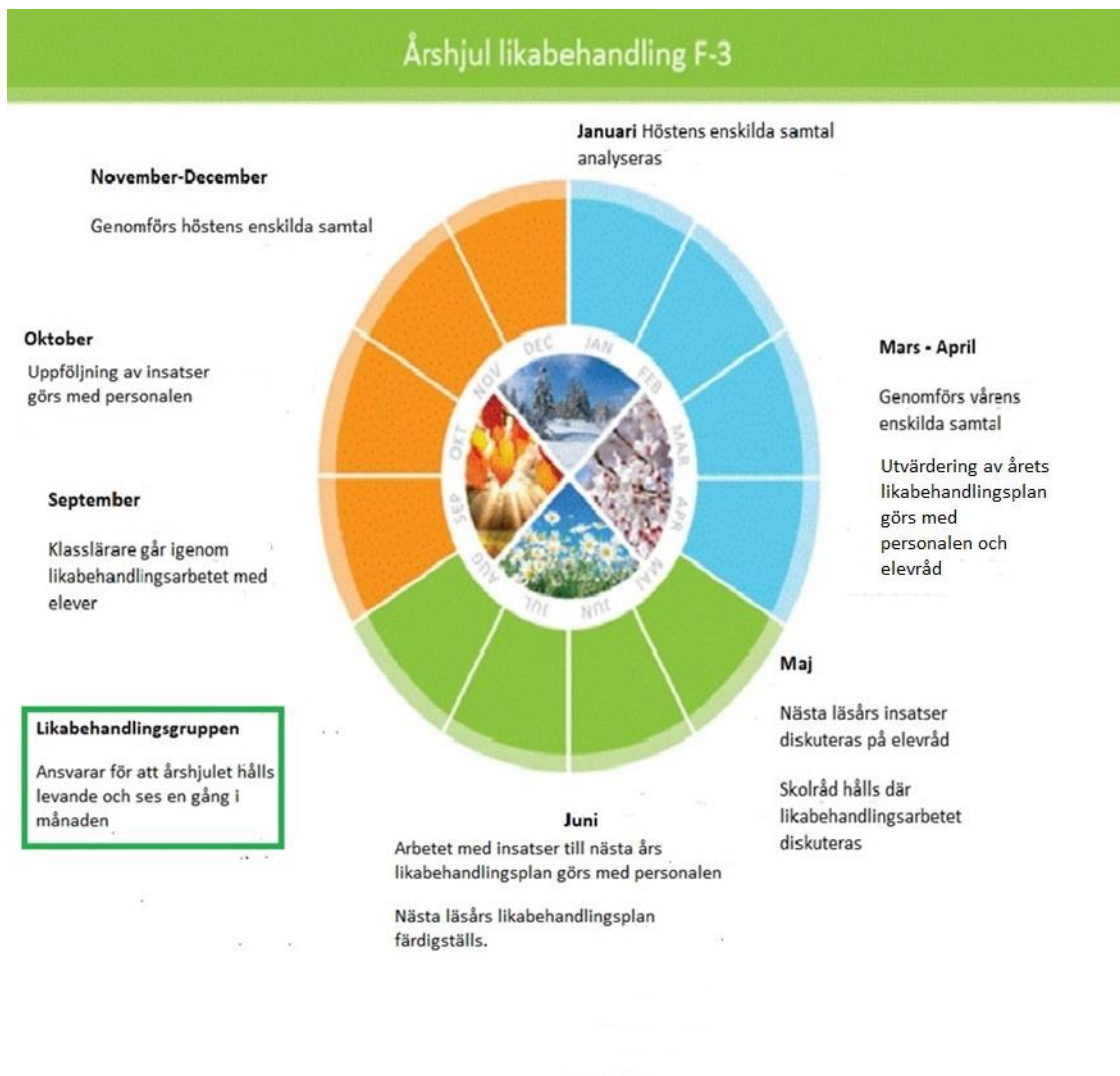 Årshjul likabehandling F-3
Januari Höstens enskilda samtal
analyseras
November-December
Genomförs höstens enskilda samtal
Oktober
Uppföljning av insatser
görs med personalen
Mars - April
Genomförs vårens
enskilda samtal
Utvärdering av årets
likabehandlingsplan
görs med
personalen och
elevråd
September
Klasslärare går igenom
likabehandlingsarbetet med
elever
JAN
FEB
MAR
APR
MAI
JUN
JUL
AUG
SEP
OKT
NOV
DEC
Maj
Nästa läsårs insatser
diskuteras på elevråd
Skolråd hålls där
likabehandlingsarbetet
diskuteras
Likabehandlingsgruppen
Ansvarar för att årshjulet hålls
levande och ses en gång i
månaden
Juni
Arbetet med insatser till nästa års
likabehandlingsplan görs med personalen
Nästa läsårs likabehandlingsplan
färdigställs.